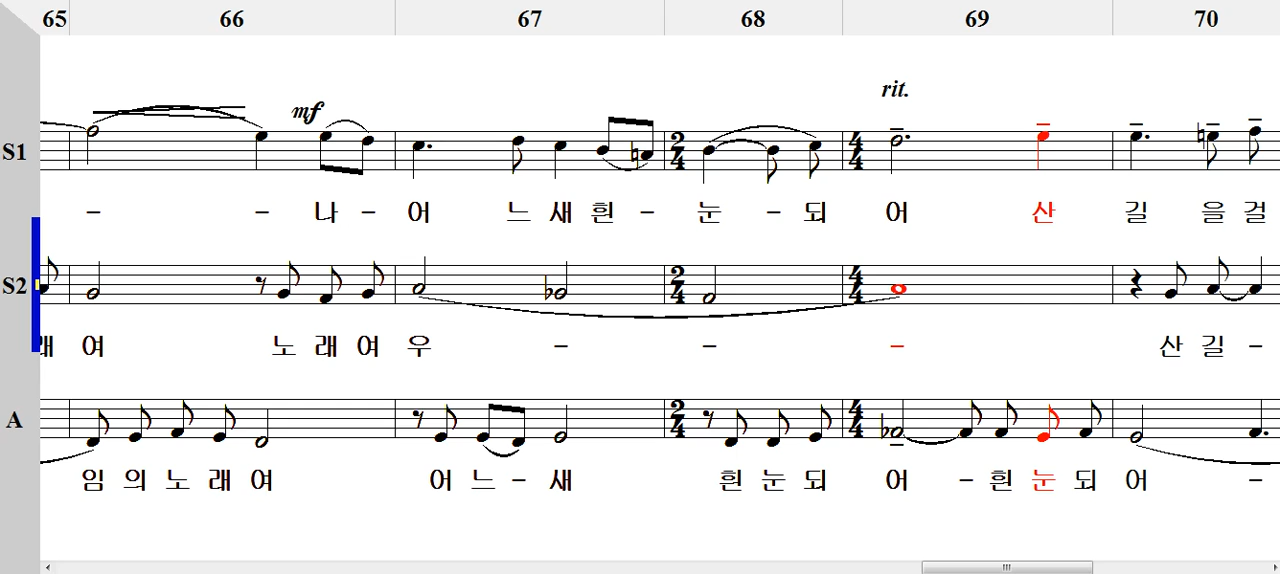 65 66 67 68 69 70
mf rit.
S1
- - 나 - 어 느 새 흰 - 눈 - 되 어 산 길 을 걸
S2
래 여 노 래 여 우 - - - 산 길 -
A
임 의 노 래 여 어 느 - 새 흰 눈 되 어 - 흰 눈 되 어 -